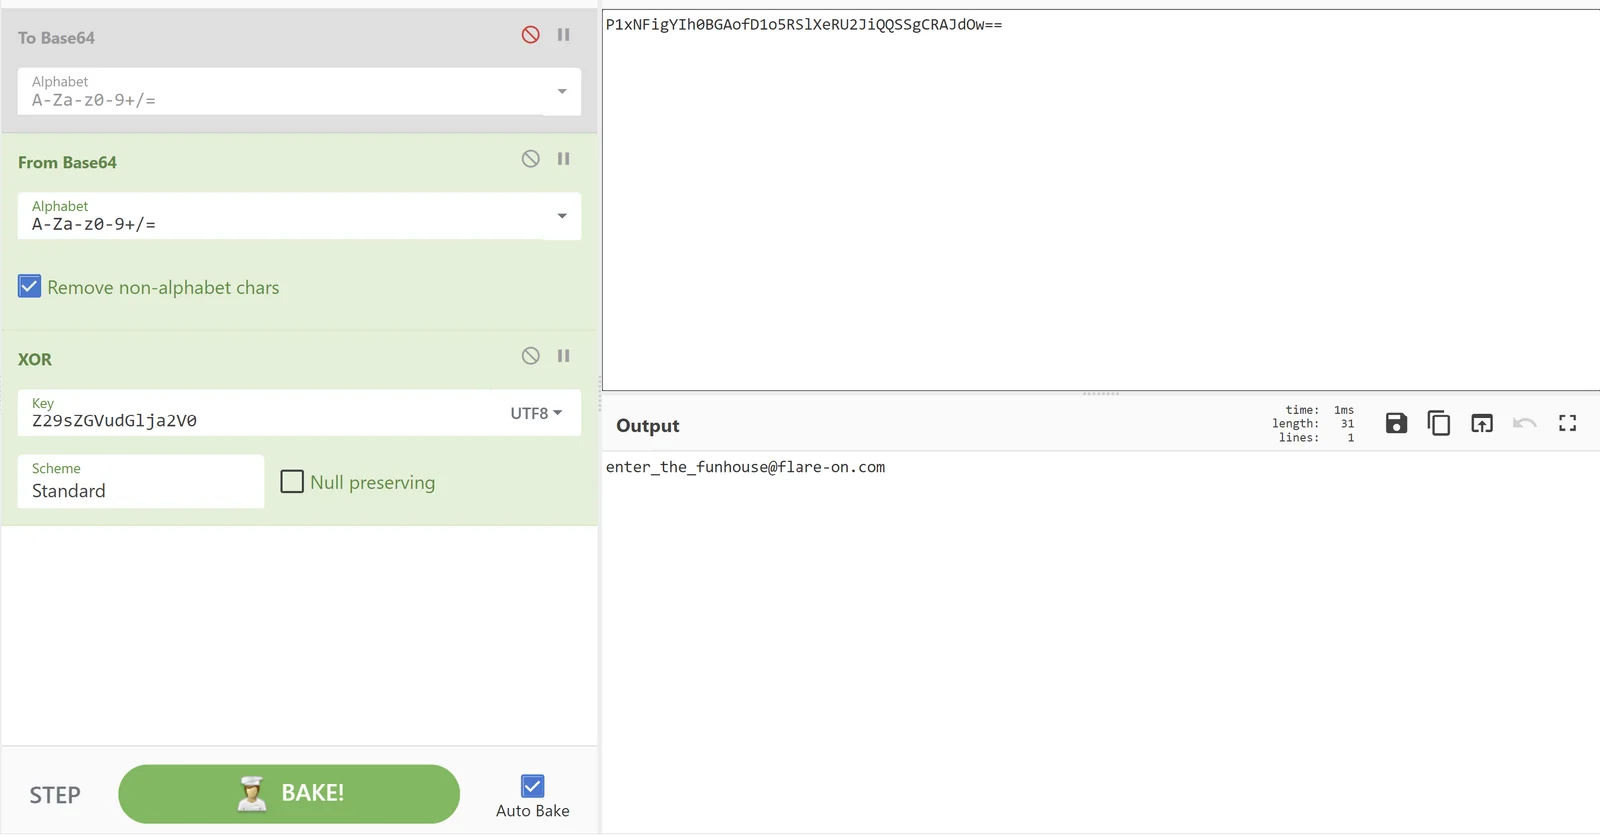 To Base64
Alphabet
A-Za-z0-9+/=
From Base64
Alphabet
A-Za-z0-9+/=
Remove non-alphabet chars
XOR
Key
Z29sZGVudGlja2V0
UTF8
Scheme
Standard
Null preserving
STEP
BAKE!
Auto Bake
P1xNFigYIh0BGAofD1o5RSlXeRU2JiQQSSgCRAJdOw==
Output
time: 1ms
length: 31
lines: 1
enter_the_funhouse@flare-on.com